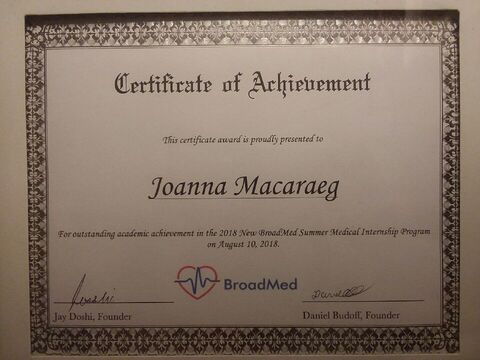 Certificate of Achievement
This certificate award is proudly presented to
Joanna Macaraeg
For outstanding academic achievement in the 2018 New BroadMed Summer Medical Internship Program
on August 10, 2018.
BroadMed
Jay Doshi, Founder
Daniel Budoff, Founder